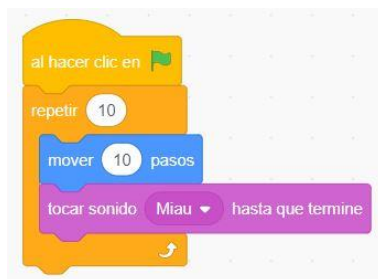 al hacer clic en
repetir 10
mover 10 pasos
tocar sonido Miau hasta que termine